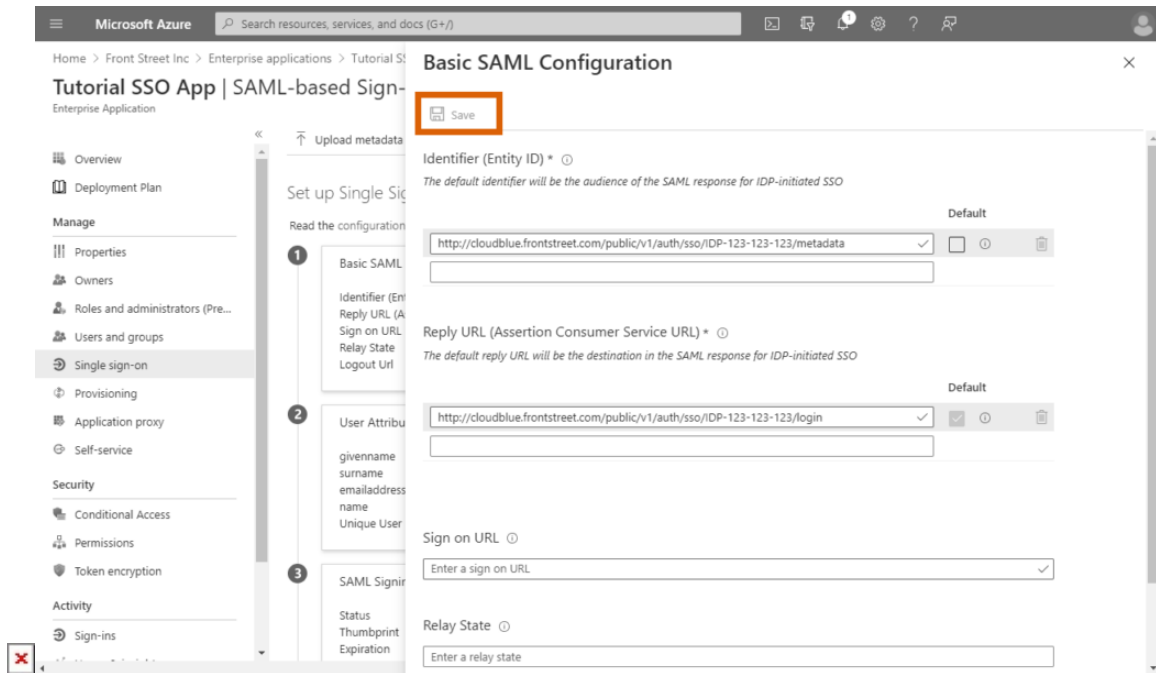 Microsoft Azure
Search resources, services, and docs (G+/)
1
Home > Front Street Inc > Enterprise applications > Tutorial S
Tutorial SSO App | SAML-based Sign-
Enterprise Application
Overview
Deployment Plan
Manage
Properties
Owners
Roles and administrators (Pre...
Users and groups
Single sign-on
Provisioning
Application proxy
Self-service
Security
Conditional Access
Permissions
Token encryption
Activity
Sign-ins
Upload metadata
Set up Single Sig
Read the configuration
1
Basic SAML
Identifier (Ent
Reply URL (A
Sign on URL
Relay State
Logout Url
2
User Attribu
givenname
surname
emailaddress
name
Unique User
3
SAML Signin
Status
Thumbprint
Expiration
Basic SAML Configuration
Save
Identifier (Entity ID) *
The default identifier will be the audience of the SAML response for IDP-initiated SSO
Default
http://cloudblue.frontstreet.com/public/v1/auth/sso/IDP-123-123-123/metadata
Reply URL (Assertion Consumer Service URL) *
The default reply URL will be the destination in the SAML response for IDP-initiated SSO
Default
http://cloudblue.frontstreet.com/public/v1/auth/sso/IDP-123-123-123/login
Sign on URL
Enter a sign on URL
Relay State
Enter a relay state